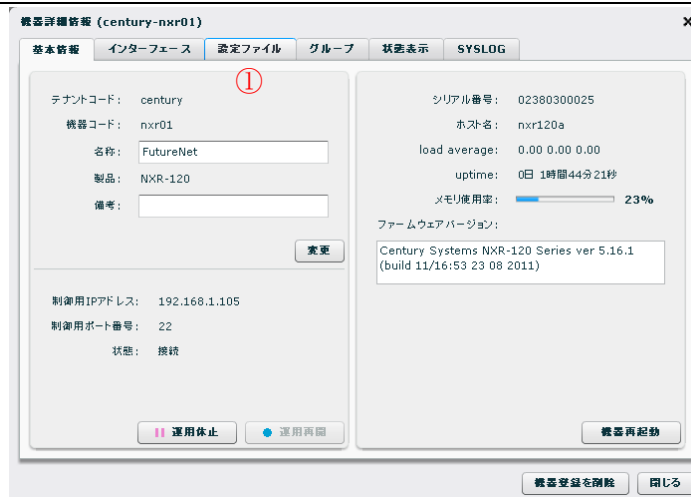 機器詳細情報 (century-nxr01)
基本情報 インターフェース 設定ファイル グループ 状態表示 SYSLOG
①
テナントコード: century
機器コード: nxr01
名称: FutureNet
製品: NXR-120
備考:
変更
制御用IPアドレス: 192.168.1.105
制御用ポート番号: 22
状態: 接続
運用休止 運用再開
シリアル番号: 02380300025
ホスト名: nxr120a
load average: 0.00 0.00 0.00
uptime: 0日 1時間44分21秒
メモリ使用率: 23%
ファームウェアバージョン:
Century Systems NXR-120 Series ver 5.16.1
(build 11/16:53 23 08 2011)
機器再起動
機器登録を削除 閉じる